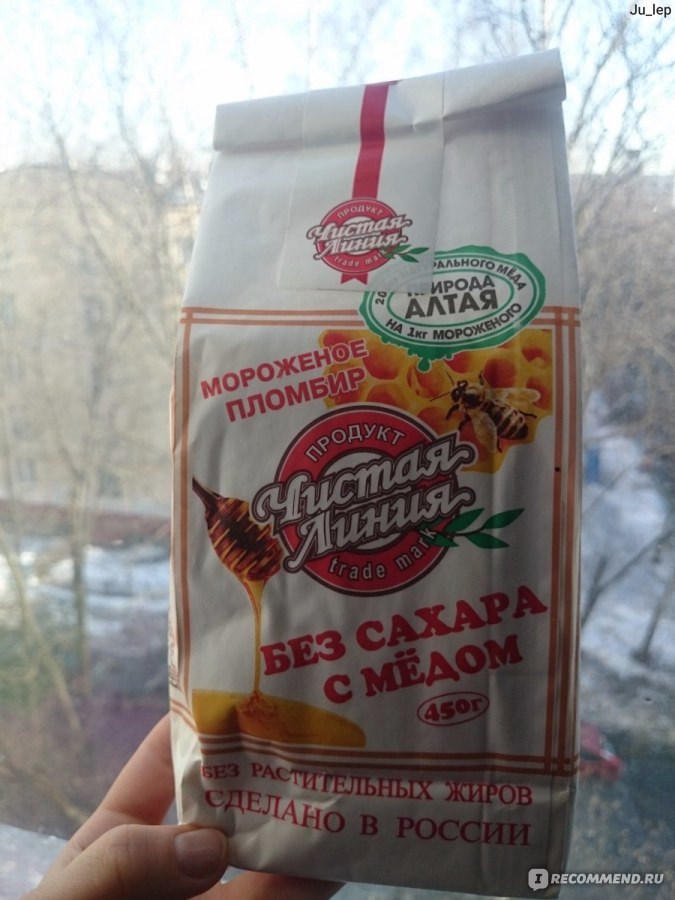 Ju_lep
ПРОДУКТ
Чистая
Линия
trade mark
НАТУРАЛЬНОГО МЁДА
ПРИРОДА
АЛТАЯ
НА 1кг МОРОЖЕНОГО
МОРОЖЕНОЕ
ПЛОМБИР
ПРОДУКТ
Чистая
Линия
trade mark
БЕЗ САХАРА
С МЁДОМ
450г
БЕЗ РАСТИТЕЛЬНЫХ ЖИРОВ
СДЕЛАНО В РОССИИ
IRECOMMEND.RU